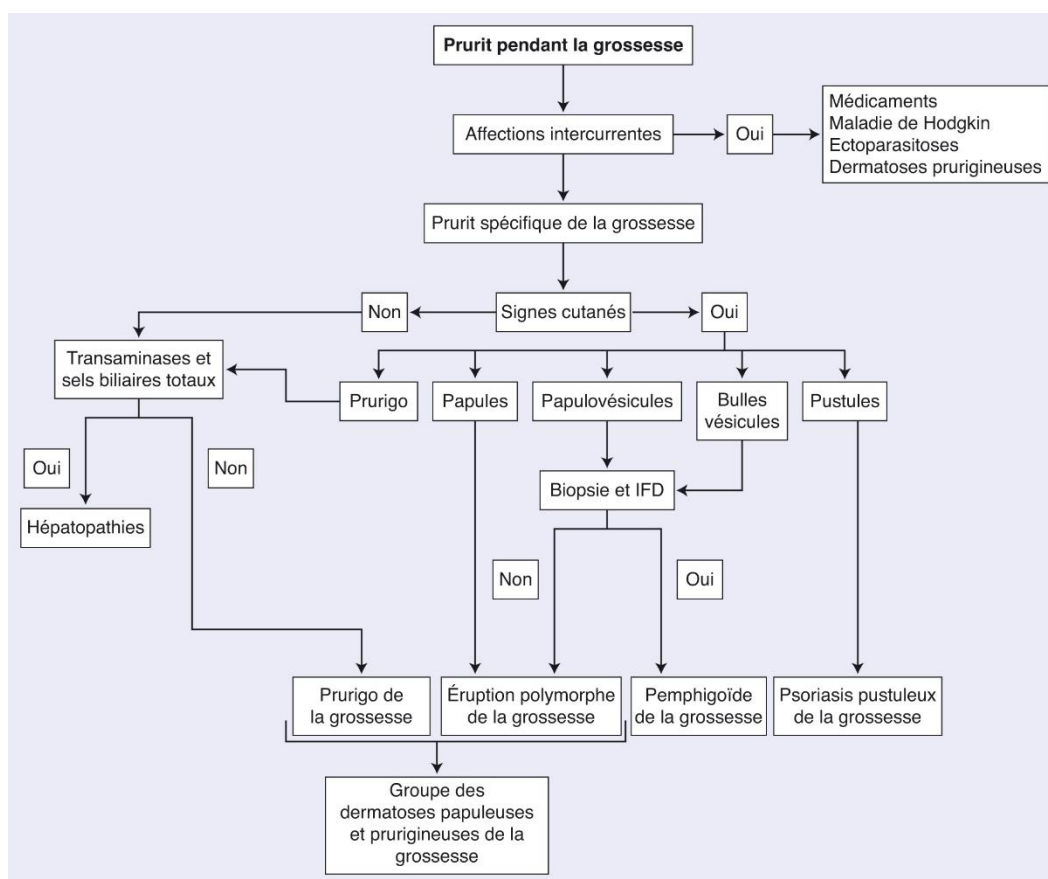 Prurit pendant la grossesse
Affections intercurrentes
Oui
Médicaments
Maladie de Hodgkin
Ectoparasitoses
Dermatoses prurigineuses
Prurit spécifique de la grossesse
Non
Signes cutanés
Oui
Transaminases et
sels biliaires totaux
Prurigo
Papules
Papulovésicules
Bulles
vésicules
Pustules
Oui
Non
Biopsie et IFD
Hépatopathies
Non
Oui
Prurigo de
la grossesse
Éruption polymorphe
de la grossesse
Pemphigoïde
de la grossesse
Psoriasis pustuleux
de la grossesse
Groupe des
dermatoses papuleuses
et prurigineuses de la
grossesse